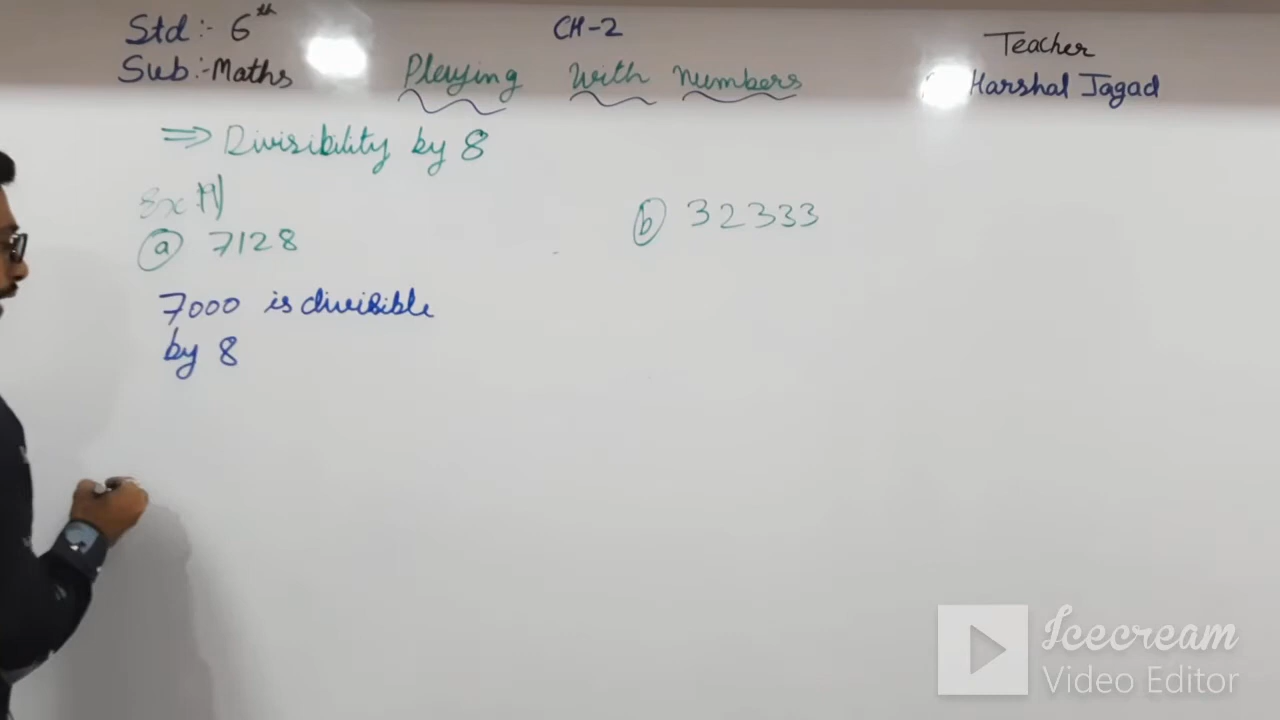 Std :- 6th
CH-2
Teacher
Sub :- Maths
Playing With Numbers
Harshal Jagad
⇒ Divisibility by 8
Ex
(a) 7128
(b) 32333
7000 is divisible
by 8
Icecream
Video Editor